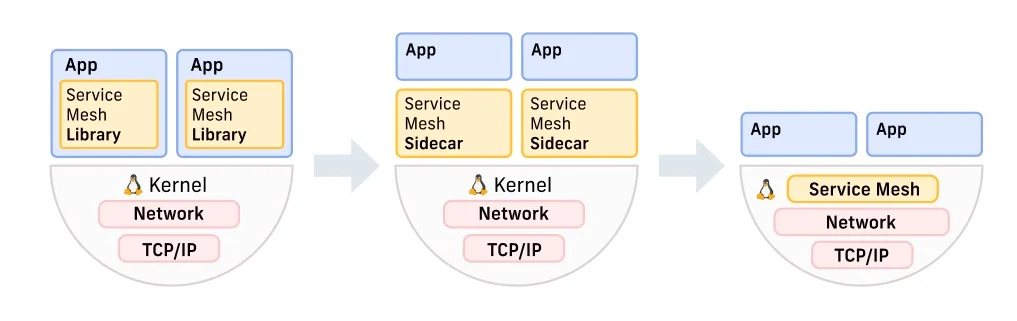 App
Service
Mesh
Library
App
Service
Mesh
Library
Kernel
Network
TCP/IP
App
App
Service
Mesh
Sidecar
Service
Mesh
Sidecar
Kernel
Network
TCP/IP
App
App
Service Mesh
Network
TCP/IP